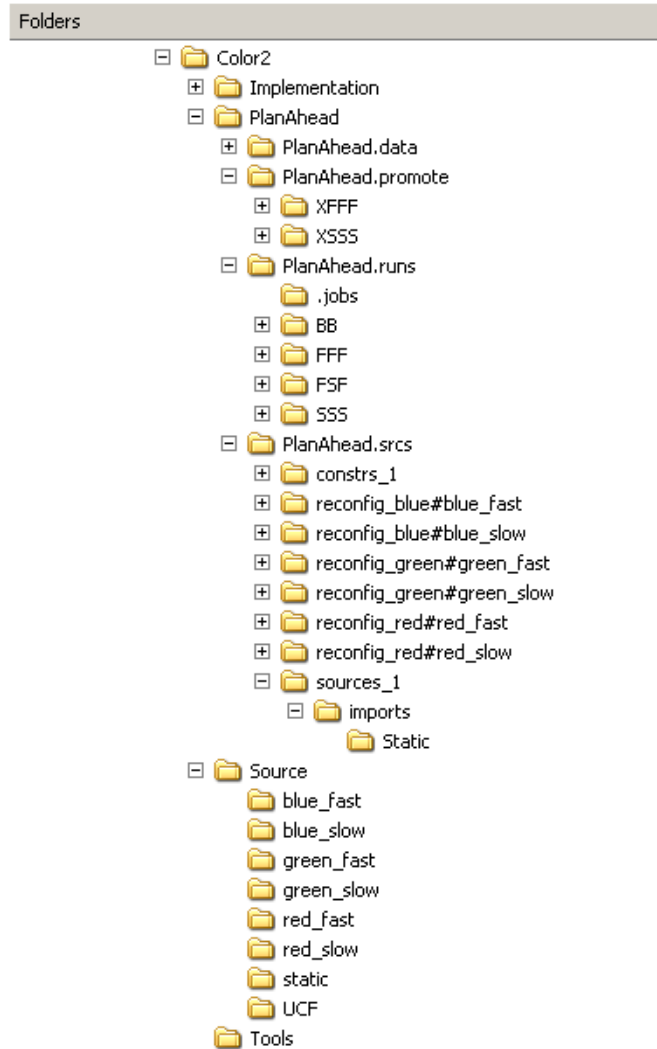 Folders
Color2
Implementation
PlanAhead
PlanAhead.data
PlanAhead.promote
XFFF
XSSS
PlanAhead.runs
.jobs
BB
FFF
FSF
SSS
PlanAhead.srcs
constrs_1
reconfig_blue#blue_fast
reconfig_blue#blue_slow
reconfig_green#green_fast
reconfig_green#green_slow
reconfig_red#red_fast
reconfig_red#red_slow
sources_1
imports
Static
Source
blue_fast
blue_slow
green_fast
green_slow
red_fast
red_slow
static
UCF
Tools